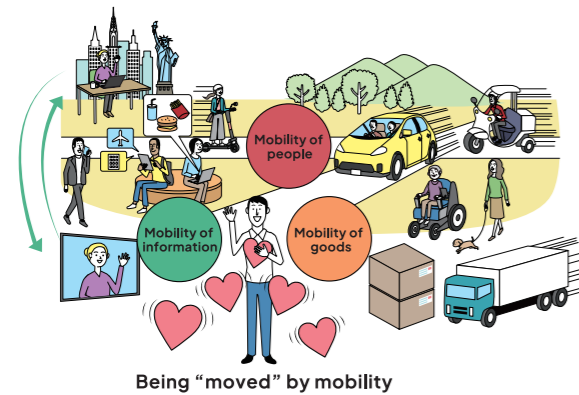 Mobility of
people
Mobility of
information
Mobility of
goods
Being “moved” by mobility